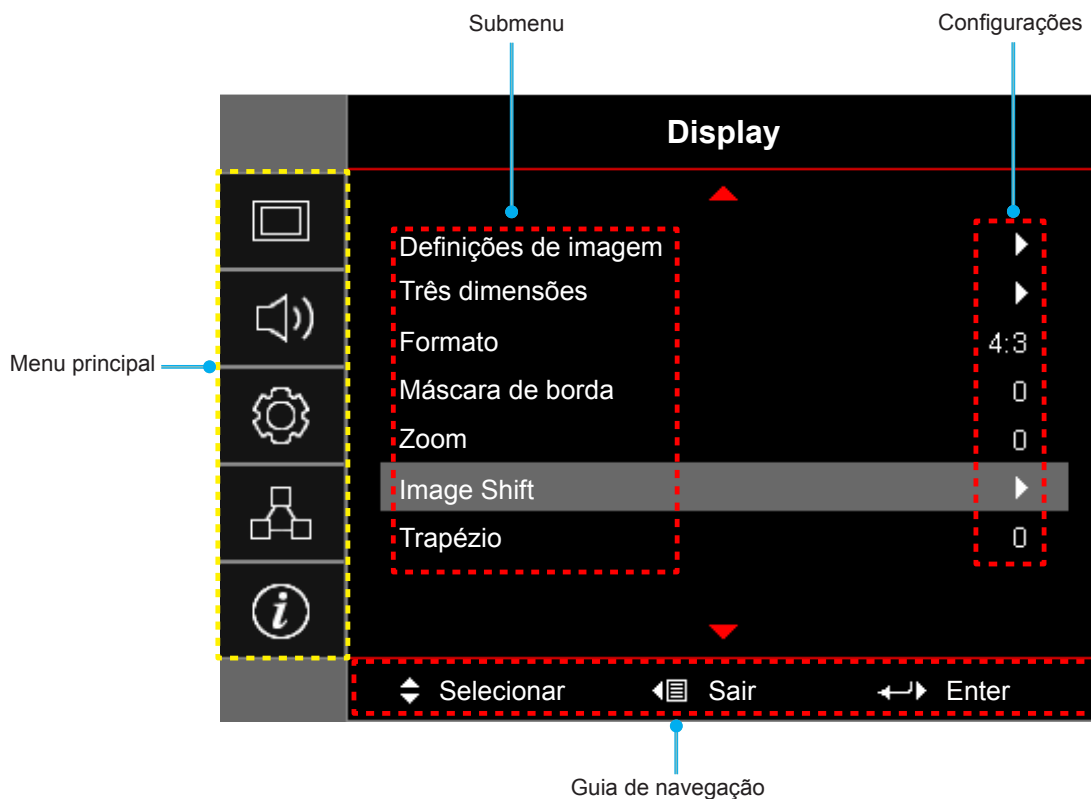 Submenu
Configurações
Display
Definições de imagem
Três dimensões
Formato 4:3
Menu principal
Máscara de borda 0
Zoom 0
Image Shift
Trapézio 0
Selecionar Sair Enter
Guia de navegação